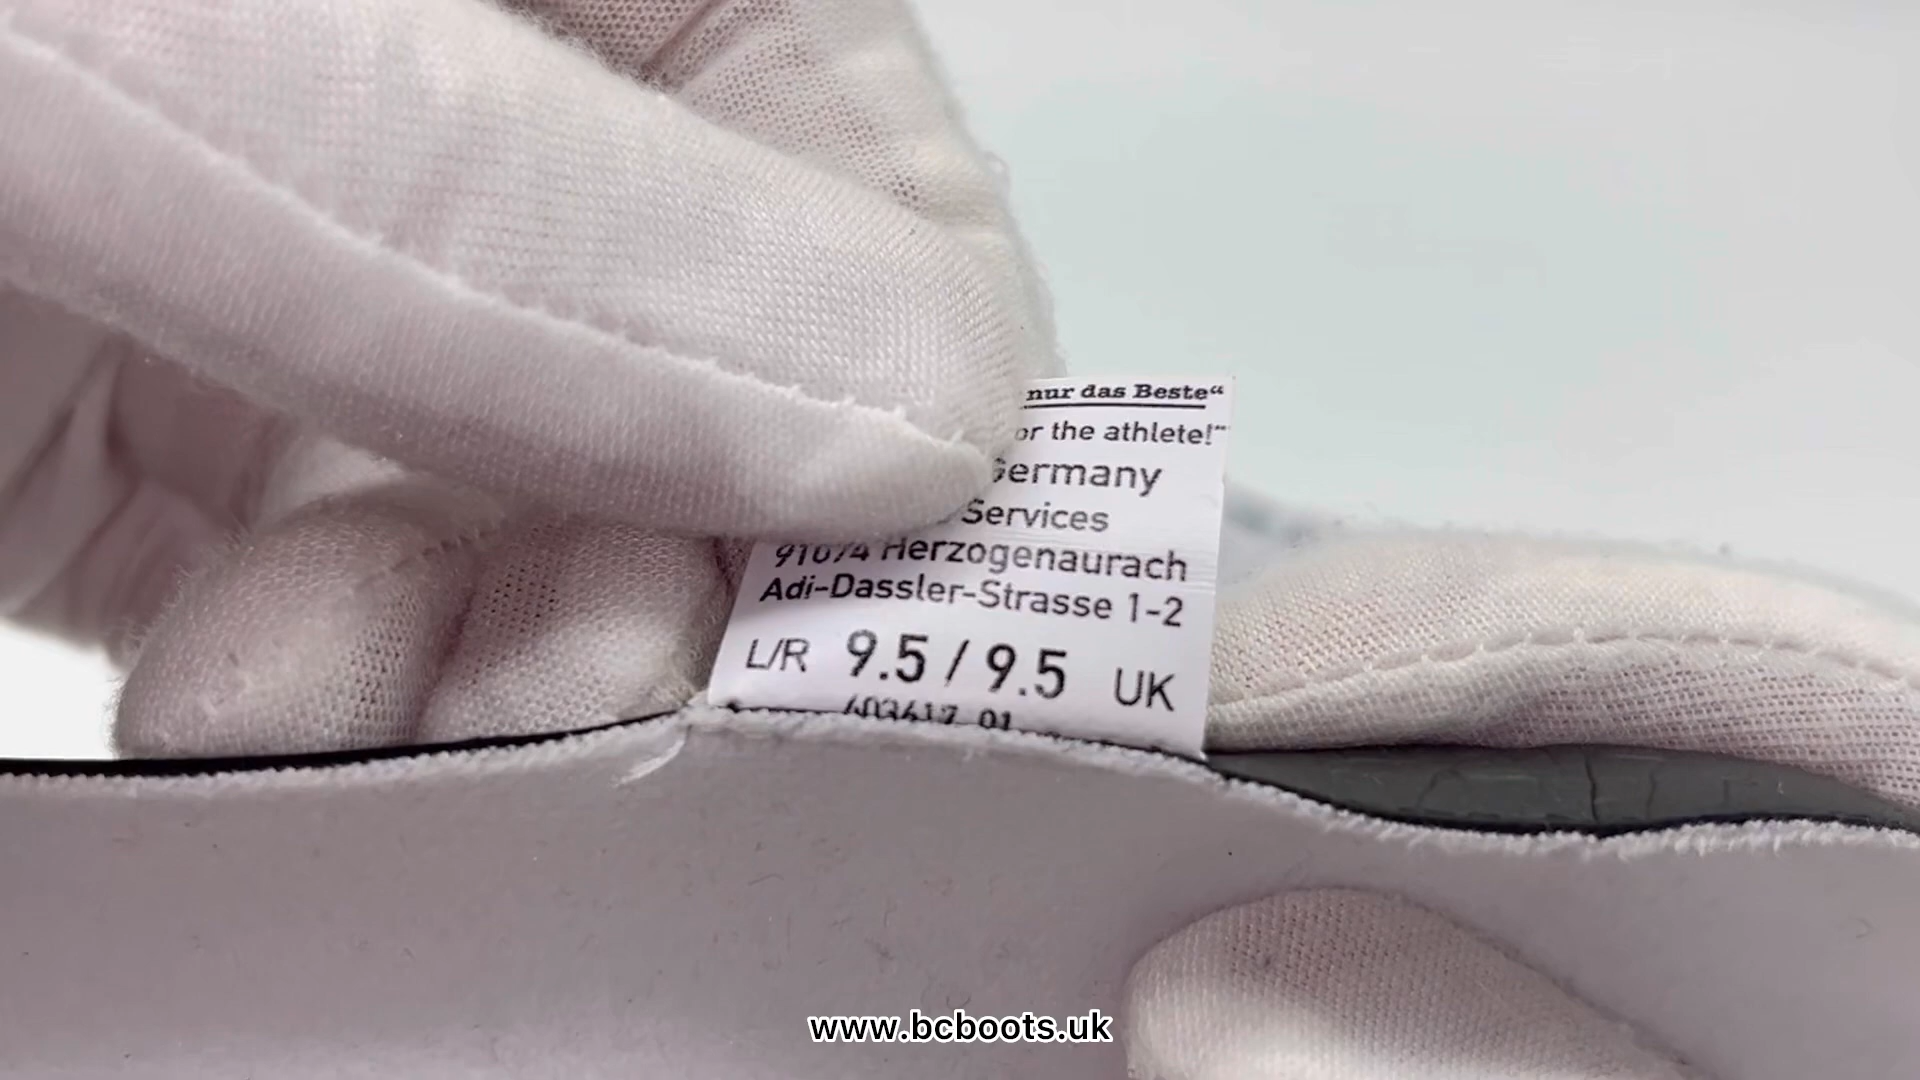 nur das Beste“
or the athlete!”
Germany
Services
91074 Herzogenaurach
Adi-Dassler-Strasse 1-2
L/R 9.5 / 9.5 UK
www.bcboots.uk